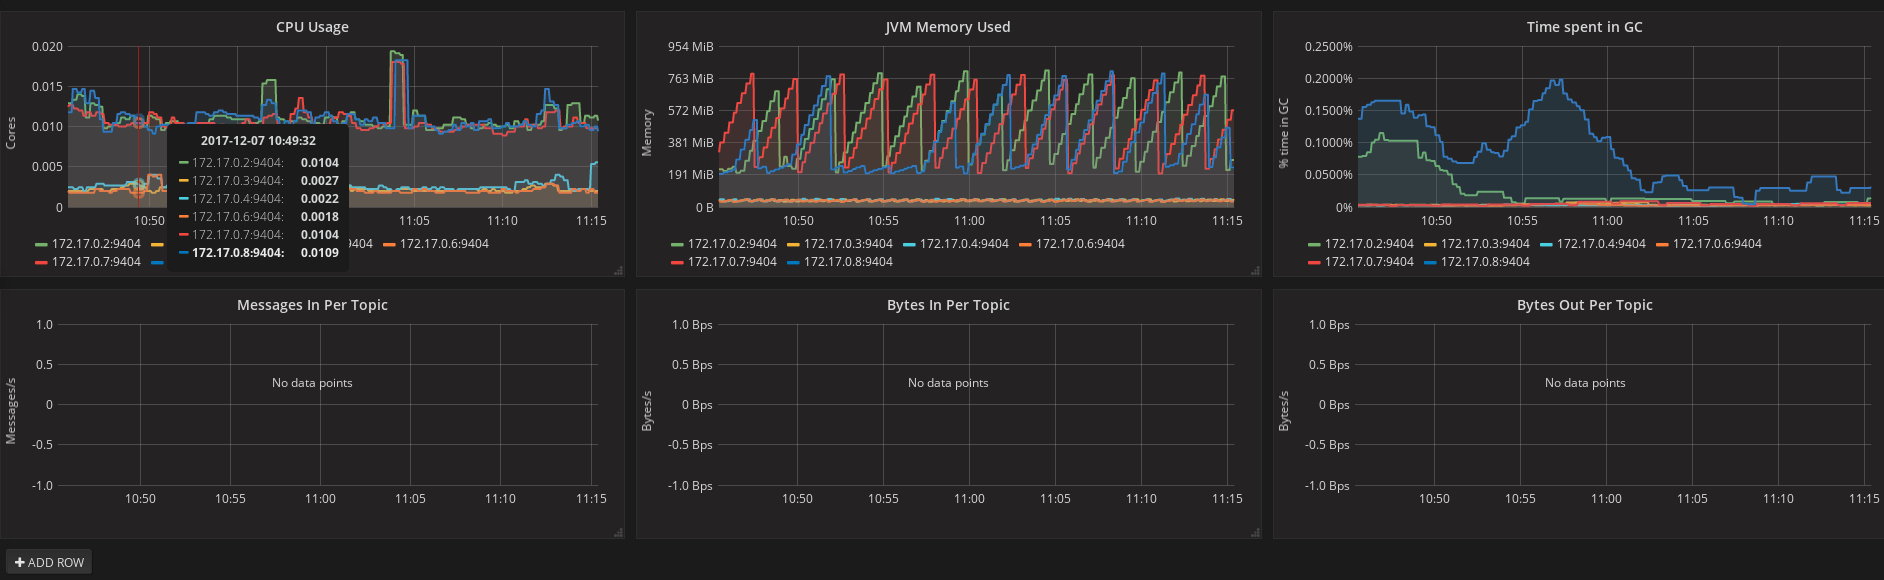 CPU Usage
0.020
0.015
0.010
0.005
0
Cores
2017-12-07 10:49:32
172.17.0.2:9404: 0.0104
172.17.0.3:9404: 0.0027
172.17.0.4:9404: 0.0022
172.17.0.6:9404: 0.0018
172.17.0.7:9404: 0.0104
172.17.0.8:9404: 0.0109
10:50 11:05 11:10 11:15
172.17.0.2:9404 9404 172.17.0.6:9404
172.17.0.7:9404
JVM Memory Used
954 MiB
763 MiB
572 MiB
381 MiB
191 MiB
0 B
Memory
10:50 10:55 11:00 11:05 11:10 11:15
172.17.0.2:9404 172.17.0.3:9404 172.17.0.4:9404 172.17.0.6:9404
172.17.0.7:9404 172.17.0.8:9404
Time spent in GC
0.2500%
0.2000%
0.1500%
0.1000%
0.0500%
0%
% time in GC
10:50 10:55 11:00 11:05 11:10 11:15
172.17.0.2:9404 172.17.0.3:9404 172.17.0.4:9404 172.17.0.6:9404
172.17.0.7:9404 172.17.0.8:9404
Messages In Per Topic
1.0
0.5
0
-0.5
-1.0
Messages/s
No data points
10:50 10:55 11:00 11:05 11:10 11:15
Bytes In Per Topic
1.0 Bps
0.5 Bps
0 Bps
-0.5 Bps
-1.0 Bps
Bytes/s
No data points
10:50 10:55 11:00 11:05 11:10 11:15
Bytes Out Per Topic
1.0 Bps
0.5 Bps
0 Bps
-0.5 Bps
-1.0 Bps
Bytes/s
No data points
10:50 10:55 11:00 11:05 11:10 11:15
+ ADD ROW